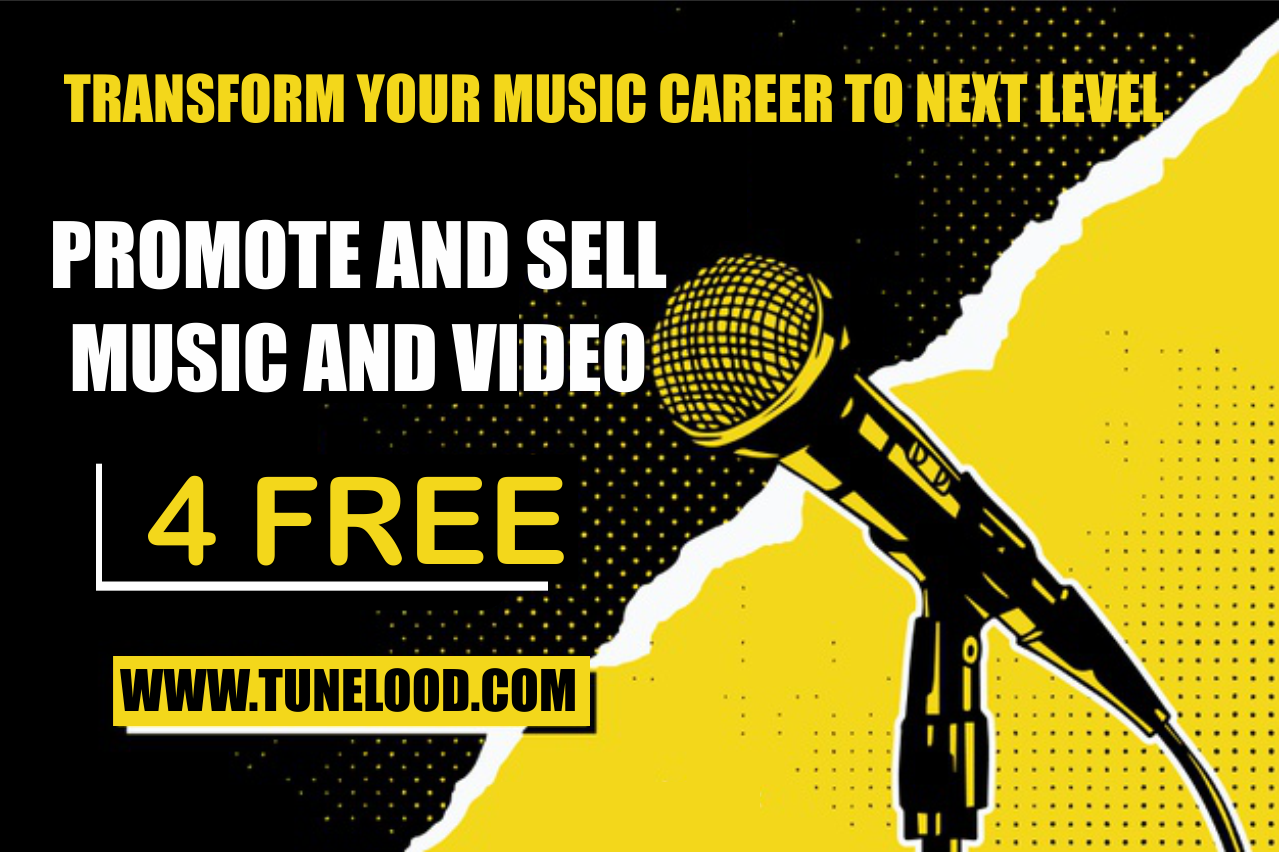 TRANSFORM YOUR MUSIC CAREER TO NEXT LEVEL
PROMOTE AND SELL
MUSIC AND VIDEO
4 FREE
WWW.TUNELOOD.COM